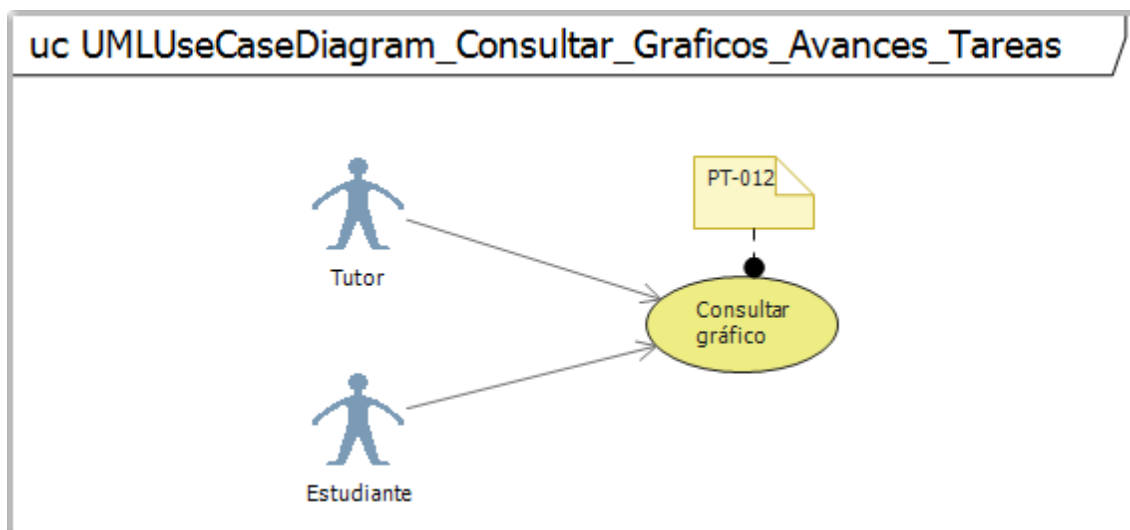 uc UMLUseCaseDiagram_Consultar_Graficos_Avances_Tareas
PT-012
Tutor
Consultar
gráfico
Estudiante